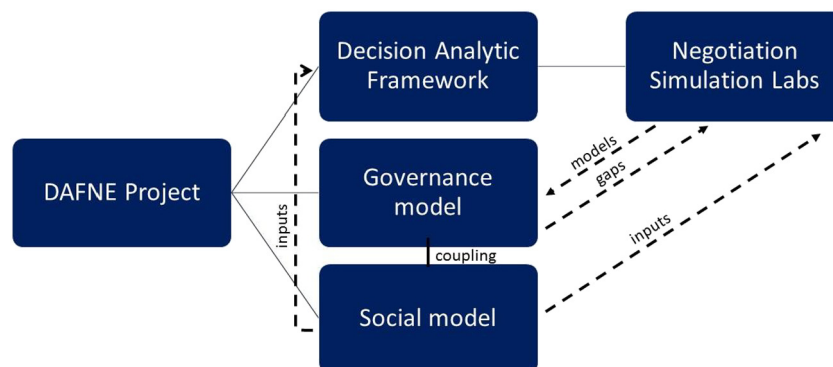 Decision Analytic
Framework
Negotiation
Simulation Labs
DAFNE Project
Governance
model
models
gaps
inputs
coupling
inputs
Social model